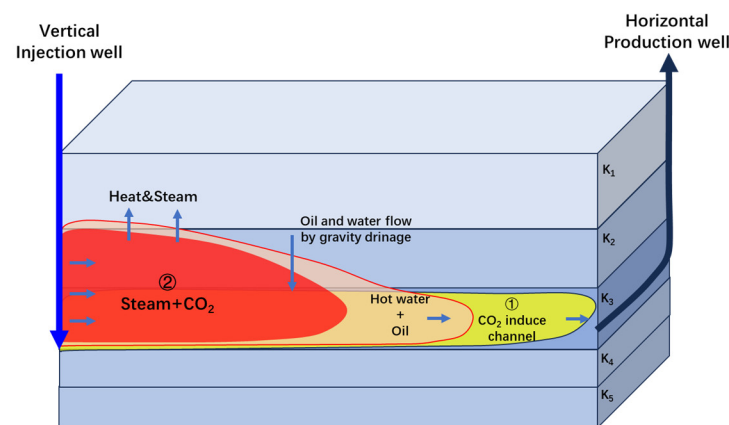 Vertical
Injection well
Horizontal
Production well
K₁
Heat&Steam
Oil and water flow
by gravity drinage
K₂
②
Steam+CO₂
Hot water
+
Oil
①
CO₂ induce
channel
K₃
K₄
K₅